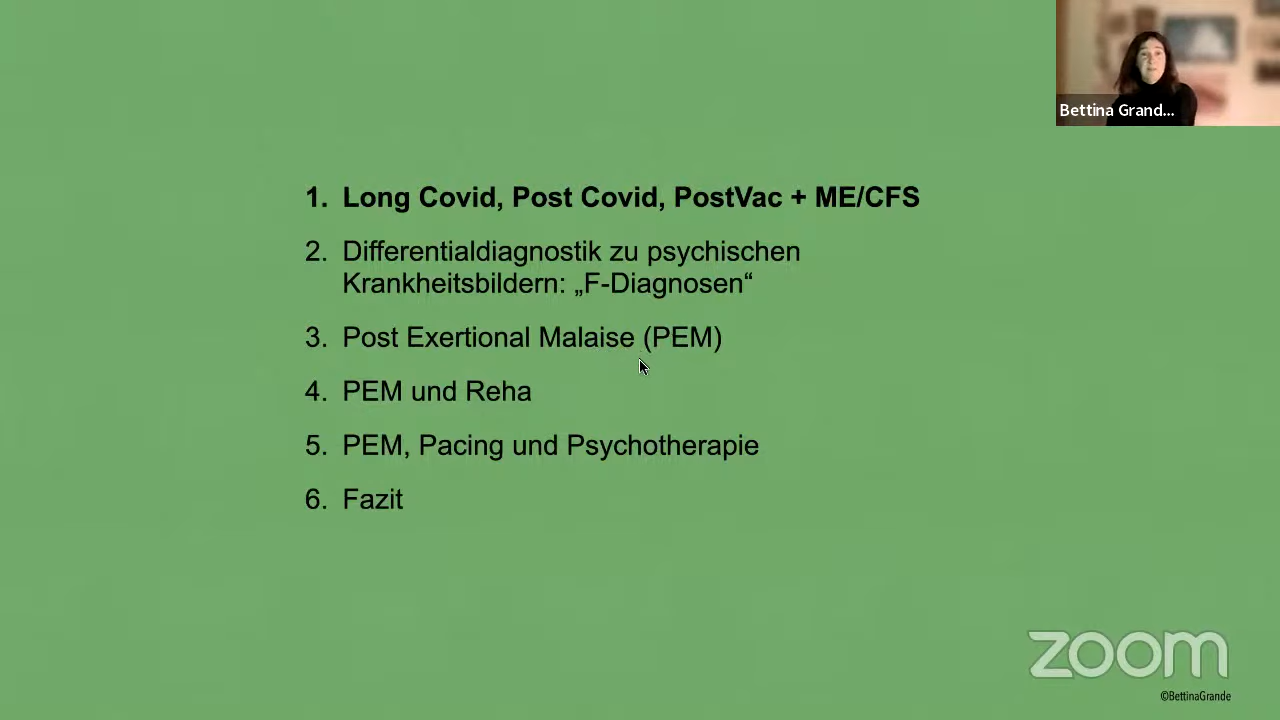 Bettina Grand...
1. Long Covid, Post Covid, PostVac + ME/CFS
2. Differentialdiagnostik zu psychischen
Krankheitsbildern: „F-Diagnosen“
3. Post Exertional Malaise (PEM)
4. PEM und Reha
5. PEM, Pacing und Psychotherapie
6. Fazit
zoom
©BettinaGrande